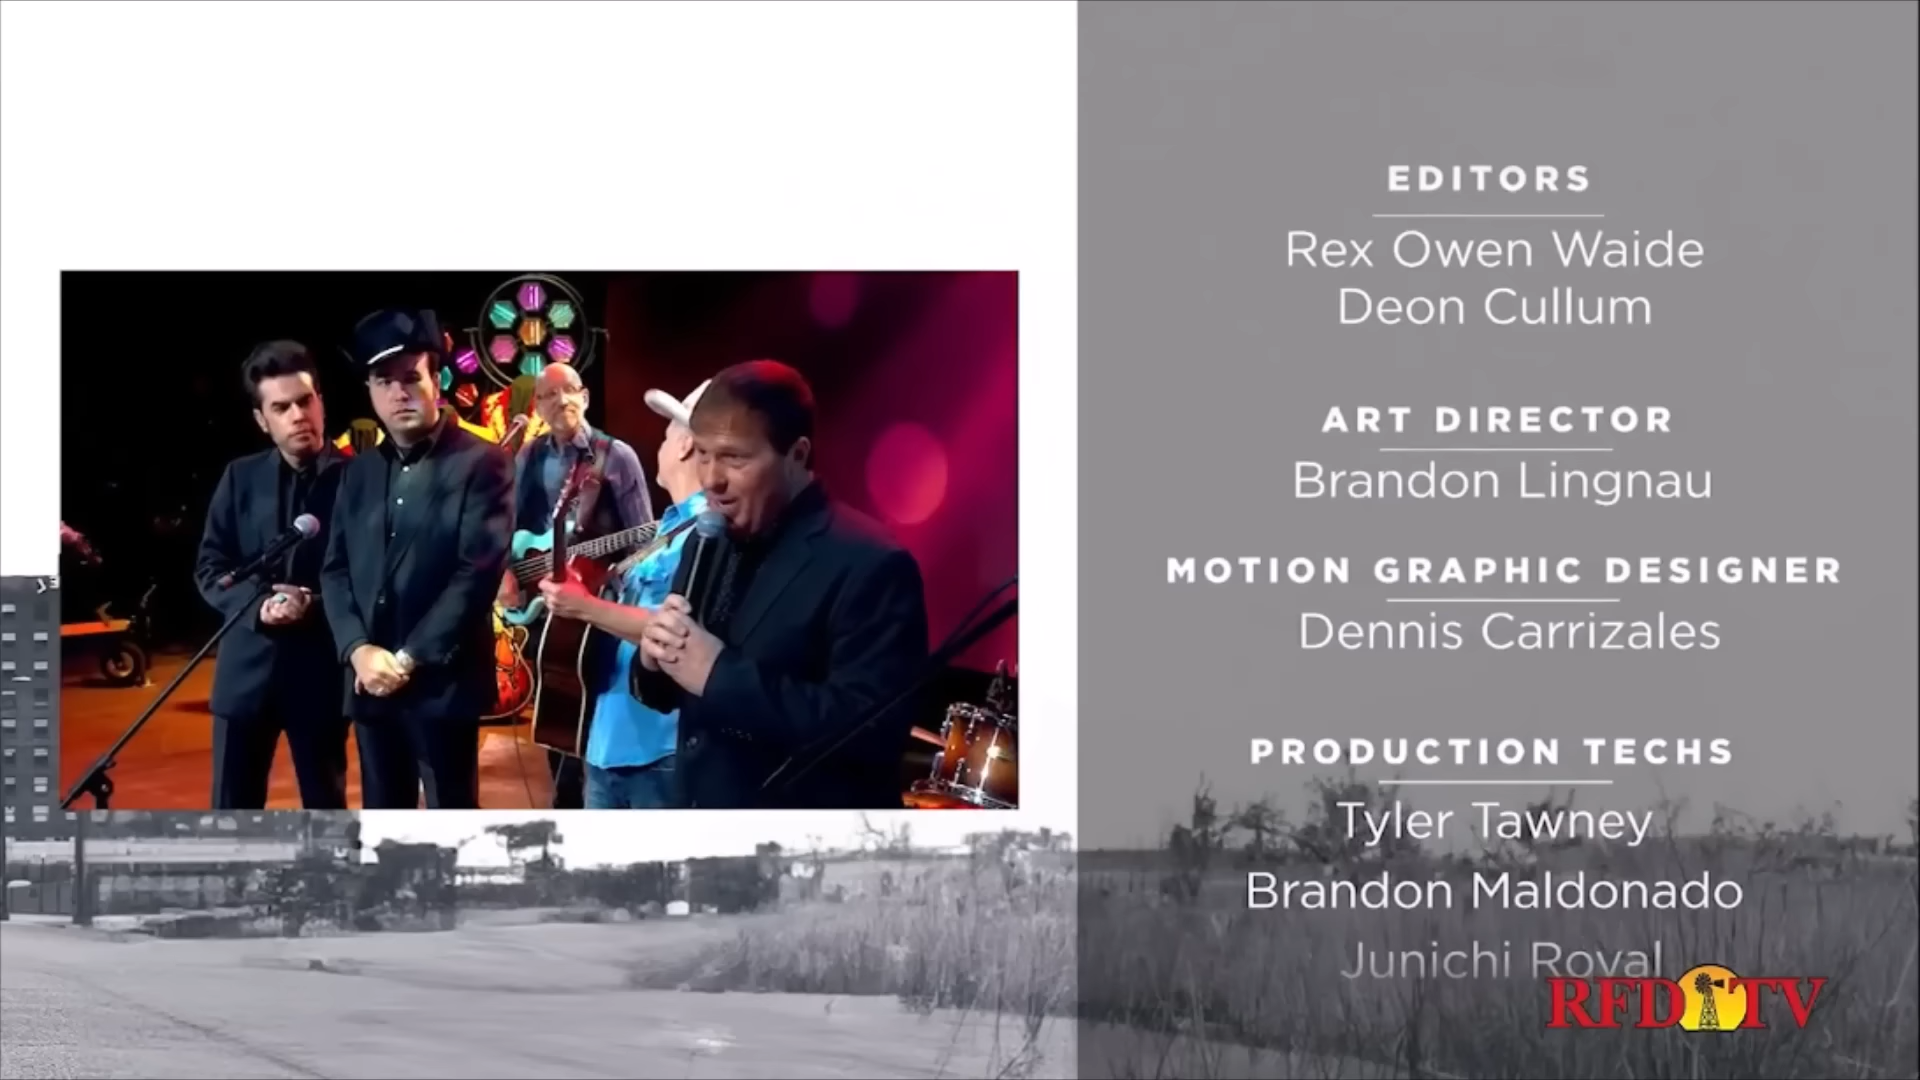 EDITORS
Rex Owen Waide
Deon Cullum
ART DIRECTOR
Brandon Lingnau
MOTION GRAPHIC DESIGNER
Dennis Carrizales
PRODUCTION TECHS
Tyler Tawney
Brandon Maldonado
Junichi Royal
RFD TV